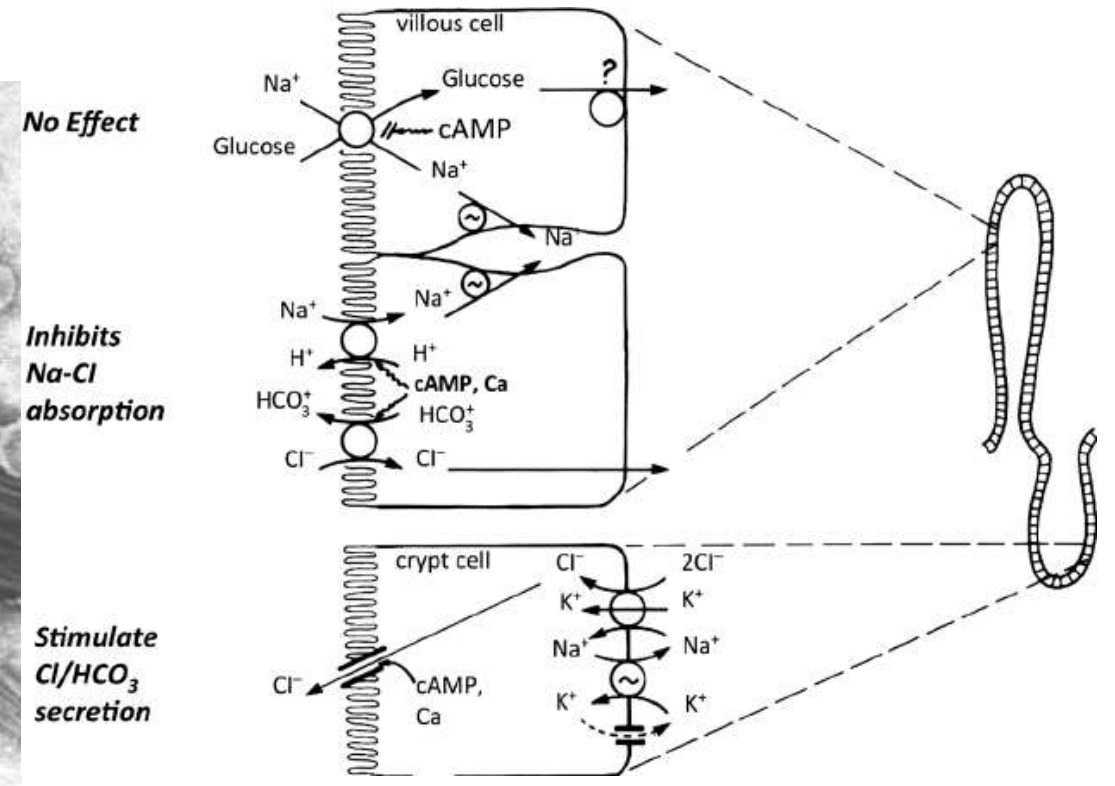 villous cell
Na⁺
Glucose
?
No Effect
cAMP
Glucose
Na⁺
Na⁺
Na⁺
Na⁺
Inhibits
Na-Cl
absorption
H⁺
H⁺
cAMP, Ca
HCO₃⁺
HCO₃⁺
Cl⁻
Cl⁻
crypt cell
Cl⁻
2Cl⁻
K⁺
K⁺
Stimulate
Cl/HCO₃
secretion
Na⁺
Na⁺
Cl⁻
cAMP,
Ca
K⁺
K⁺